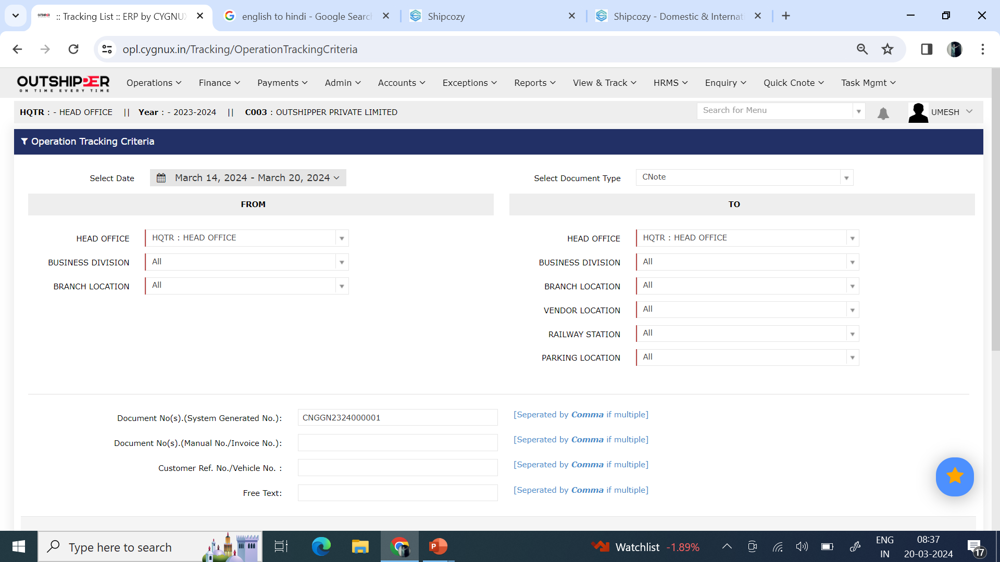 :: Tracking List :: ERP by CYGNUX
english to hindi - Google Search
Shipcozy
Shipcozy - Domestic & Internati
opl.cygnux.in/Tracking/OperationTrackingCriteria
OUTSHIPPER
ON TIME EVERY TIME
Operations Finance Payments Admin Accounts Exceptions Reports View & Track HRMS Enquiry Quick Cnote Task Mgmt
HQTR : - HEAD OFFICE || Year : - 2023-2024 || C003 : OUTSHIPPER PRIVATE LIMITED
Search for Menu
UMESH
Operation Tracking Criteria
Select Date March 14, 2024 - March 20, 2024
Select Document Type CNote
FROM
TO
HEAD OFFICE HQTR : HEAD OFFICE
BUSINESS DIVISION All
BRANCH LOCATION All
HEAD OFFICE HQTR : HEAD OFFICE
BUSINESS DIVISION All
BRANCH LOCATION All
VENDOR LOCATION All
RAILWAY STATION All
PARKING LOCATION All
Document No(s).(System Generated No.): CNGGN2324000001 [Seperated by Comma if multiple]
Document No(s).(Manual No./Invoice No.): [Seperated by Comma if multiple]
Customer Ref. No./Vehicle No. : [Seperated by Comma if multiple]
Free Text: [Seperated by Comma if multiple]
Type here to search
Watchlist -1.89%
ENG
IN
08:37
20-03-2024
17